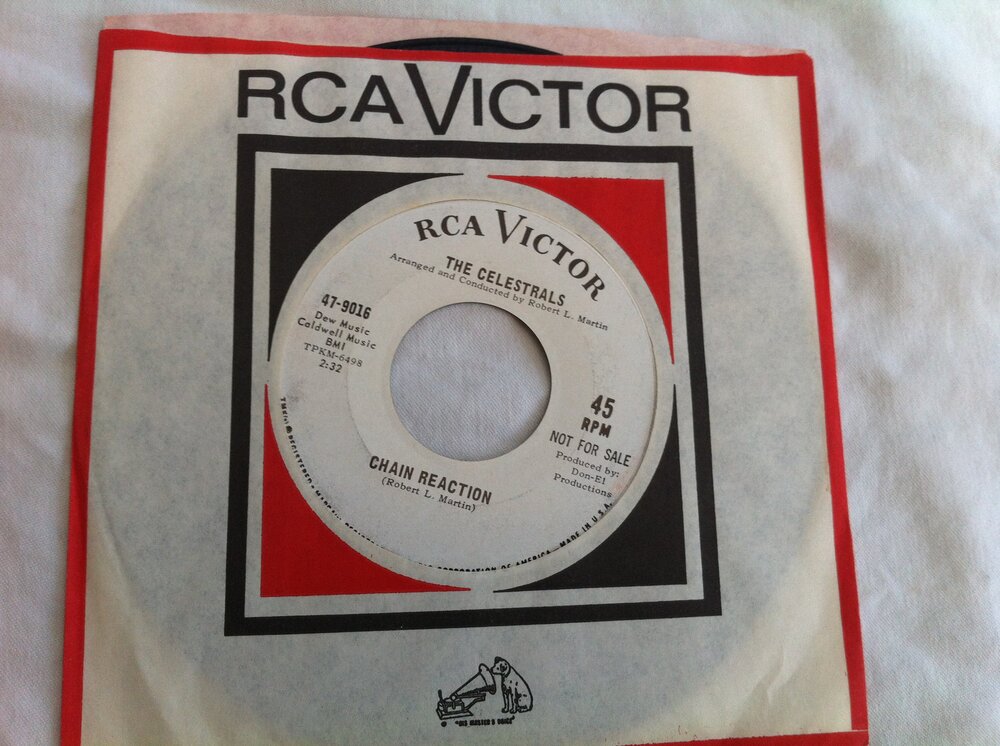 RCA VICTOR
RCA VICTOR
THE CELESTRALS
Arranged and Conducted by Robert L. Martin
47-9016
Dew Music
Caldwell Music
BMI
TPKM-6498
2:32
45
RPM
NOT FOR SALE
Produced by:
Don-El
Productions
CHAIN REACTION
(Robert L. Martin)
REGISTERED • CORPORATION OF AMERICA — MADE IN U.S.A.
"HIS MASTER'S VOICE"